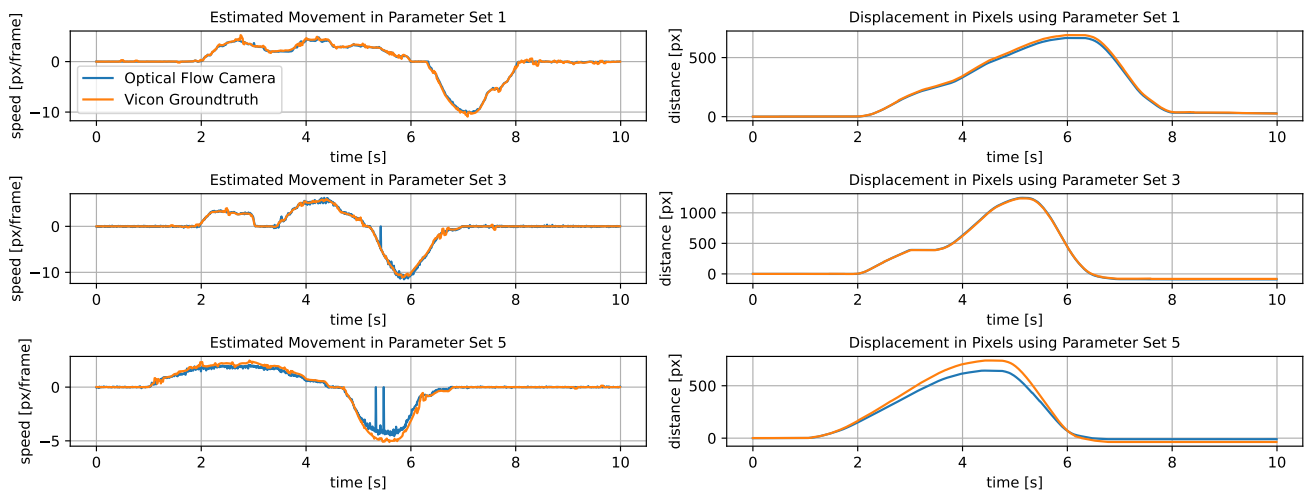 Estimated Movement in Parameter Set 1
speed [px/frame]
0
−10
Optical Flow Camera
Vicon Groundtruth
0 2 4 6 8 10
time [s]
Displacement in Pixels using Parameter Set 1
distance [px]
500
0
0 2 4 6 8 10
time [s]
Estimated Movement in Parameter Set 3
speed [px/frame]
0
−10
0 2 4 6 8 10
time [s]
Displacement in Pixels using Parameter Set 3
distance [px]
1000
500
0
0 2 4 6 8 10
time [s]
Estimated Movement in Parameter Set 5
speed [px/frame]
0
−5
0 2 4 6 8 10
time [s]
Displacement in Pixels using Parameter Set 5
distance [px]
500
0
0 2 4 6 8 10
time [s]